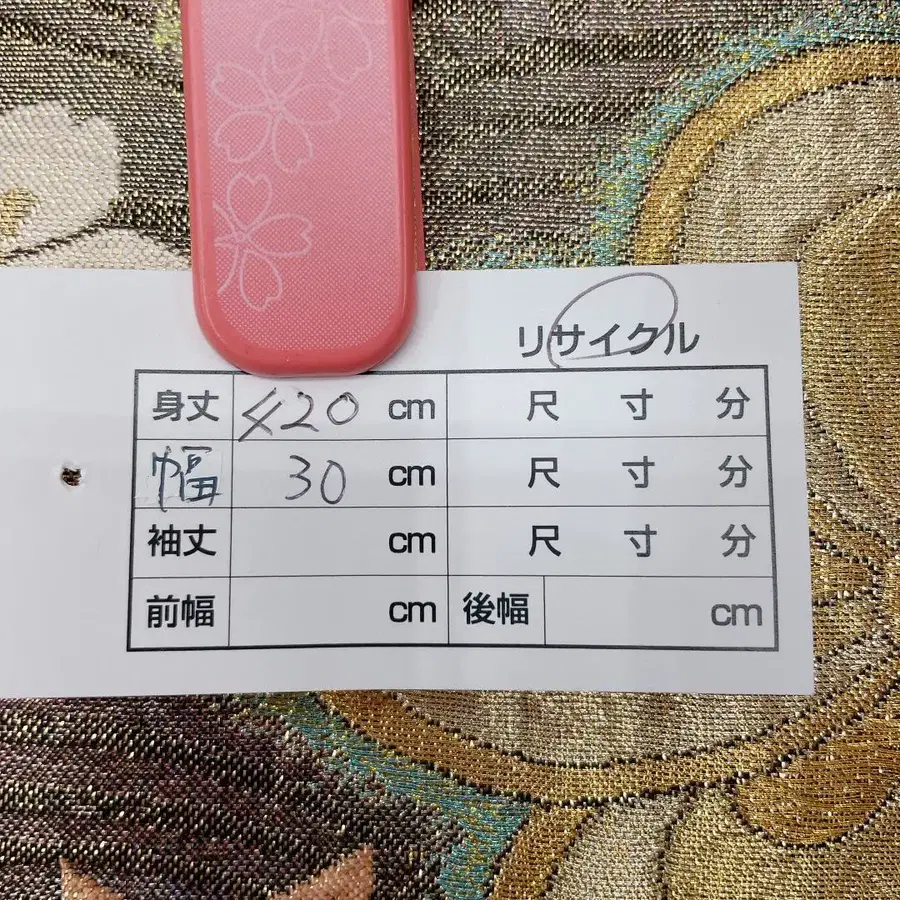 リサイクル
身丈 420 cm 尺 寸 分
幅 30 cm 尺 寸 分
袖丈 cm 尺 寸 分
前幅 cm 後幅 cm